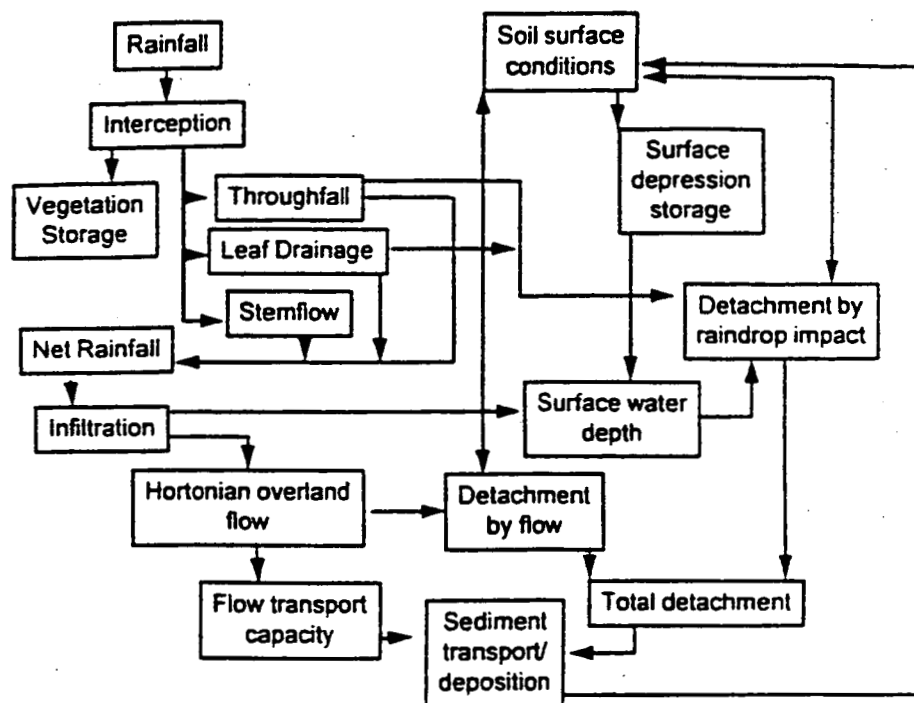 Rainfall
Interception
Vegetation
Storage
Throughfall
Leaf Drainage
Stemflow
Net Rainfall
Infiltration
Hortonian overland
flow
Flow transport
capacity
Soil surface
conditions
Surface
depression
storage
Detachment by
raindrop impact
Surface water
depth
Detachment
by flow
Total detachment
Sediment
transport/
deposition